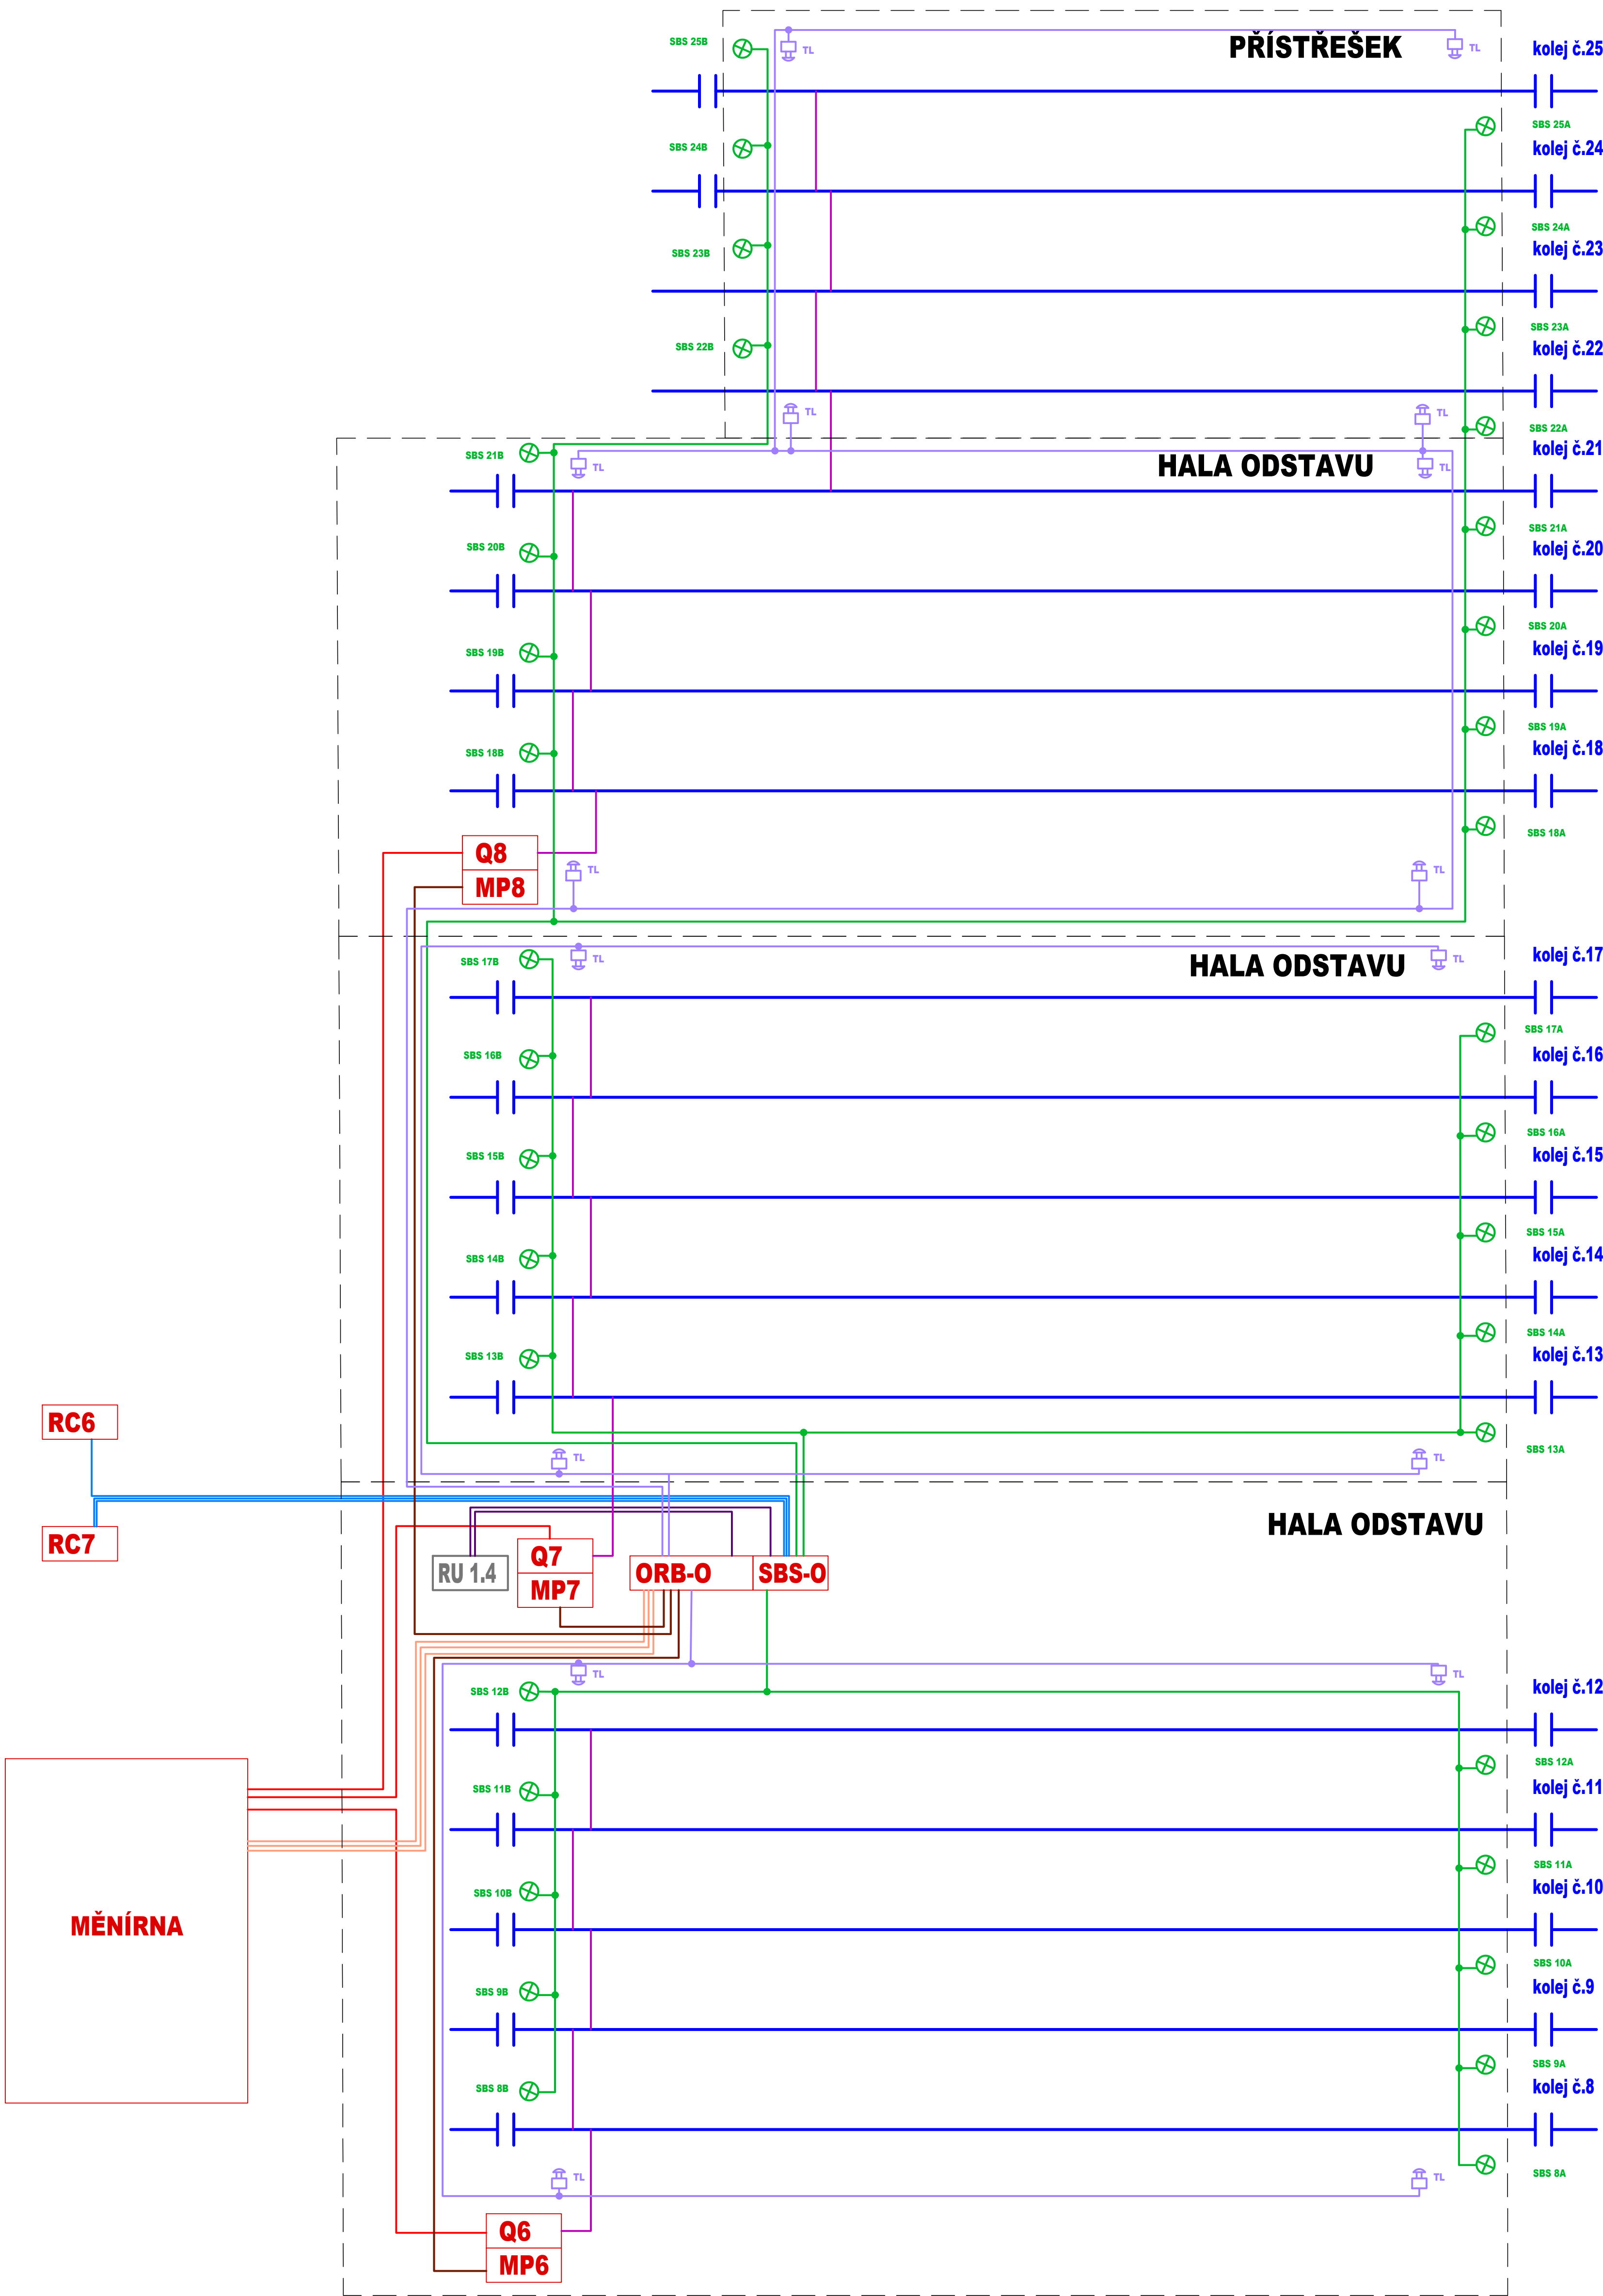 SBS 25B
TL
PŘÍSTŘEŠEK
TL
kolej č.25
SBS 25A
SBS 24B
kolej č.24
SBS 24A
SBS 23B
kolej č.23
SBS 23A
SBS 22B
kolej č.22
TL
TL
SBS 22A
SBS 21B
TL
HALA ODSTAVU
TL
kolej č.21
SBS 21A
SBS 20B
kolej č.20
SBS 20A
SBS 19B
kolej č.19
SBS 19A
SBS 18B
kolej č.18
SBS 18A
Q8
MP8
TL
TL
SBS 17B
TL
HALA ODSTAVU
TL
kolej č.17
SBS 17A
SBS 16B
kolej č.16
SBS 16A
SBS 15B
kolej č.15
SBS 15A
SBS 14B
kolej č.14
SBS 14A
SBS 13B
kolej č.13
RC6
SBS 13A
TL
TL
HALA ODSTAVU
RC7
RU 1.4
Q7
MP7
ORB-O
SBS-O
TL
TL
SBS 12B
kolej č.12
SBS 12A
SBS 11B
kolej č.11
SBS 11A
SBS 10B
kolej č.10
MĚNÍRNA
SBS 10A
SBS 9B
kolej č.9
SBS 9A
SBS 8B
kolej č.8
SBS 8A
TL
TL
Q6
MP6